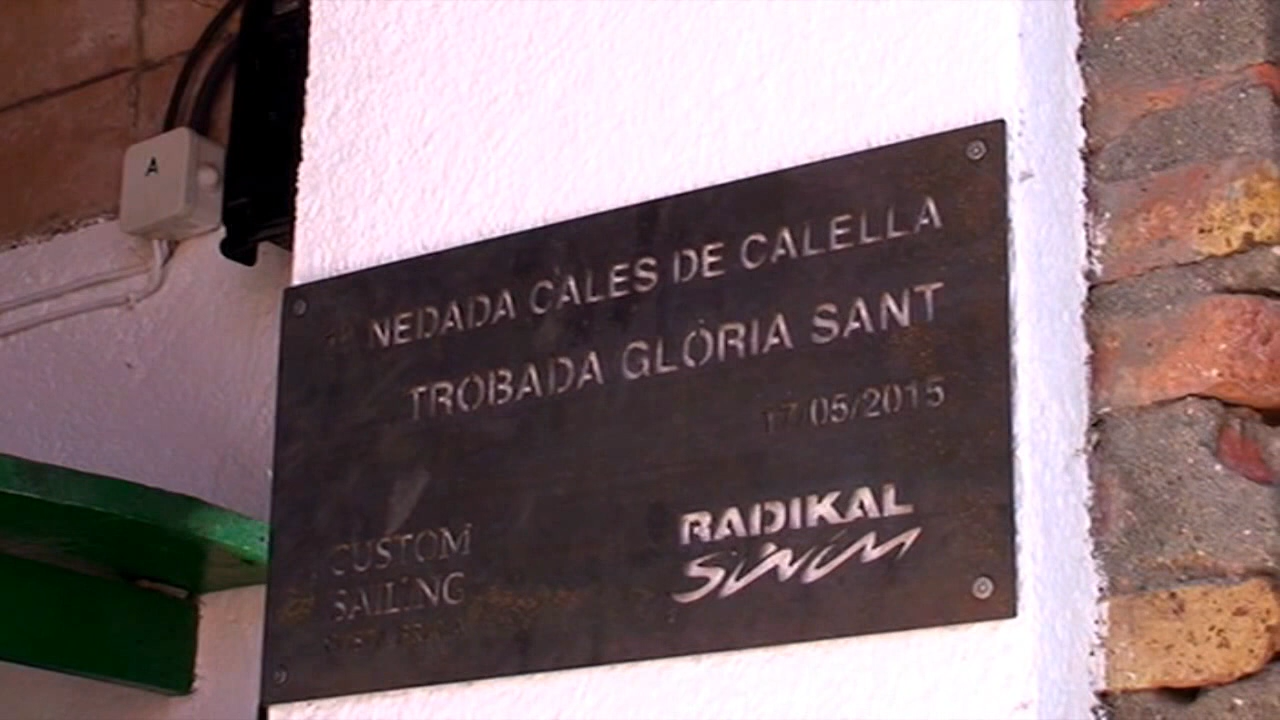 A
NEDADA CALES DE CALELLA
TROBADA GLÒRIA SANT
17/05/2015
CUSTOM
SAILING
RADIKAL
SWIM